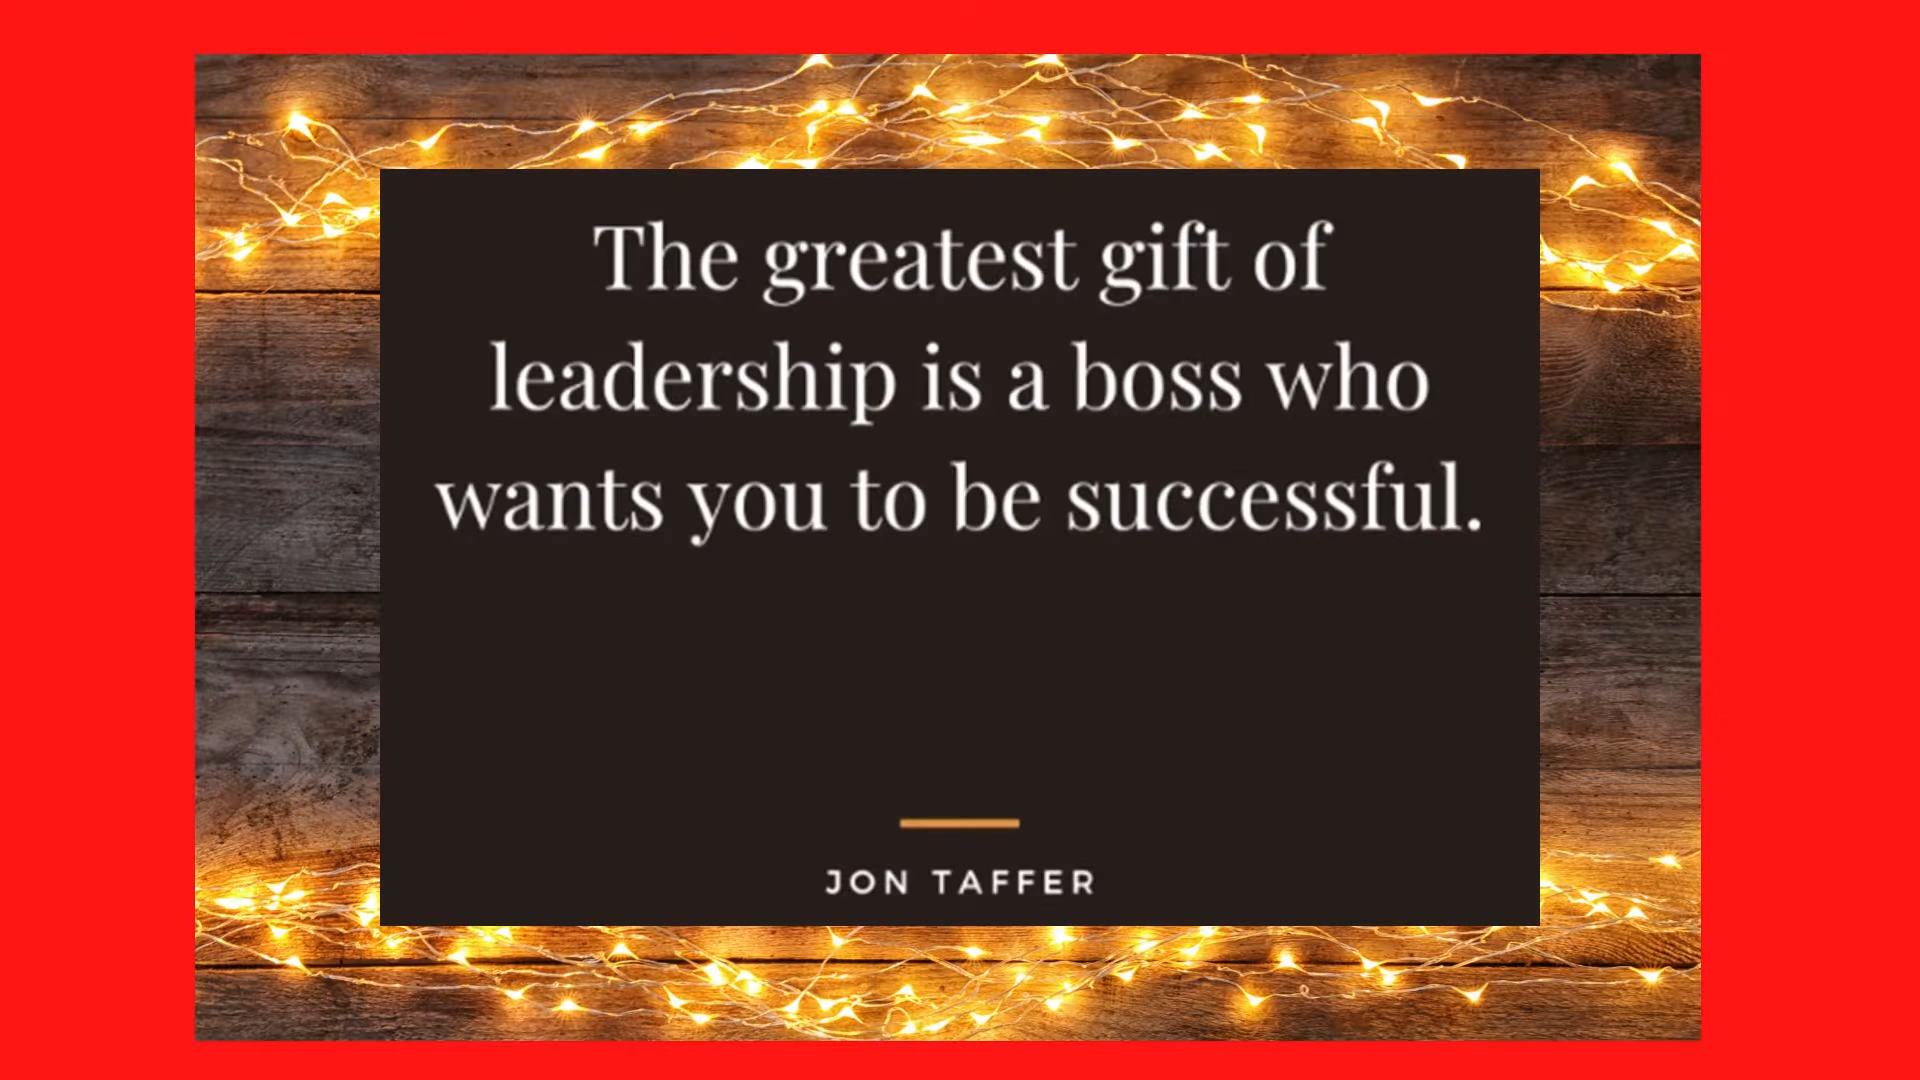 The greatest gift of
leadership is a boss who
wants you to be successful.
JON TAFFER